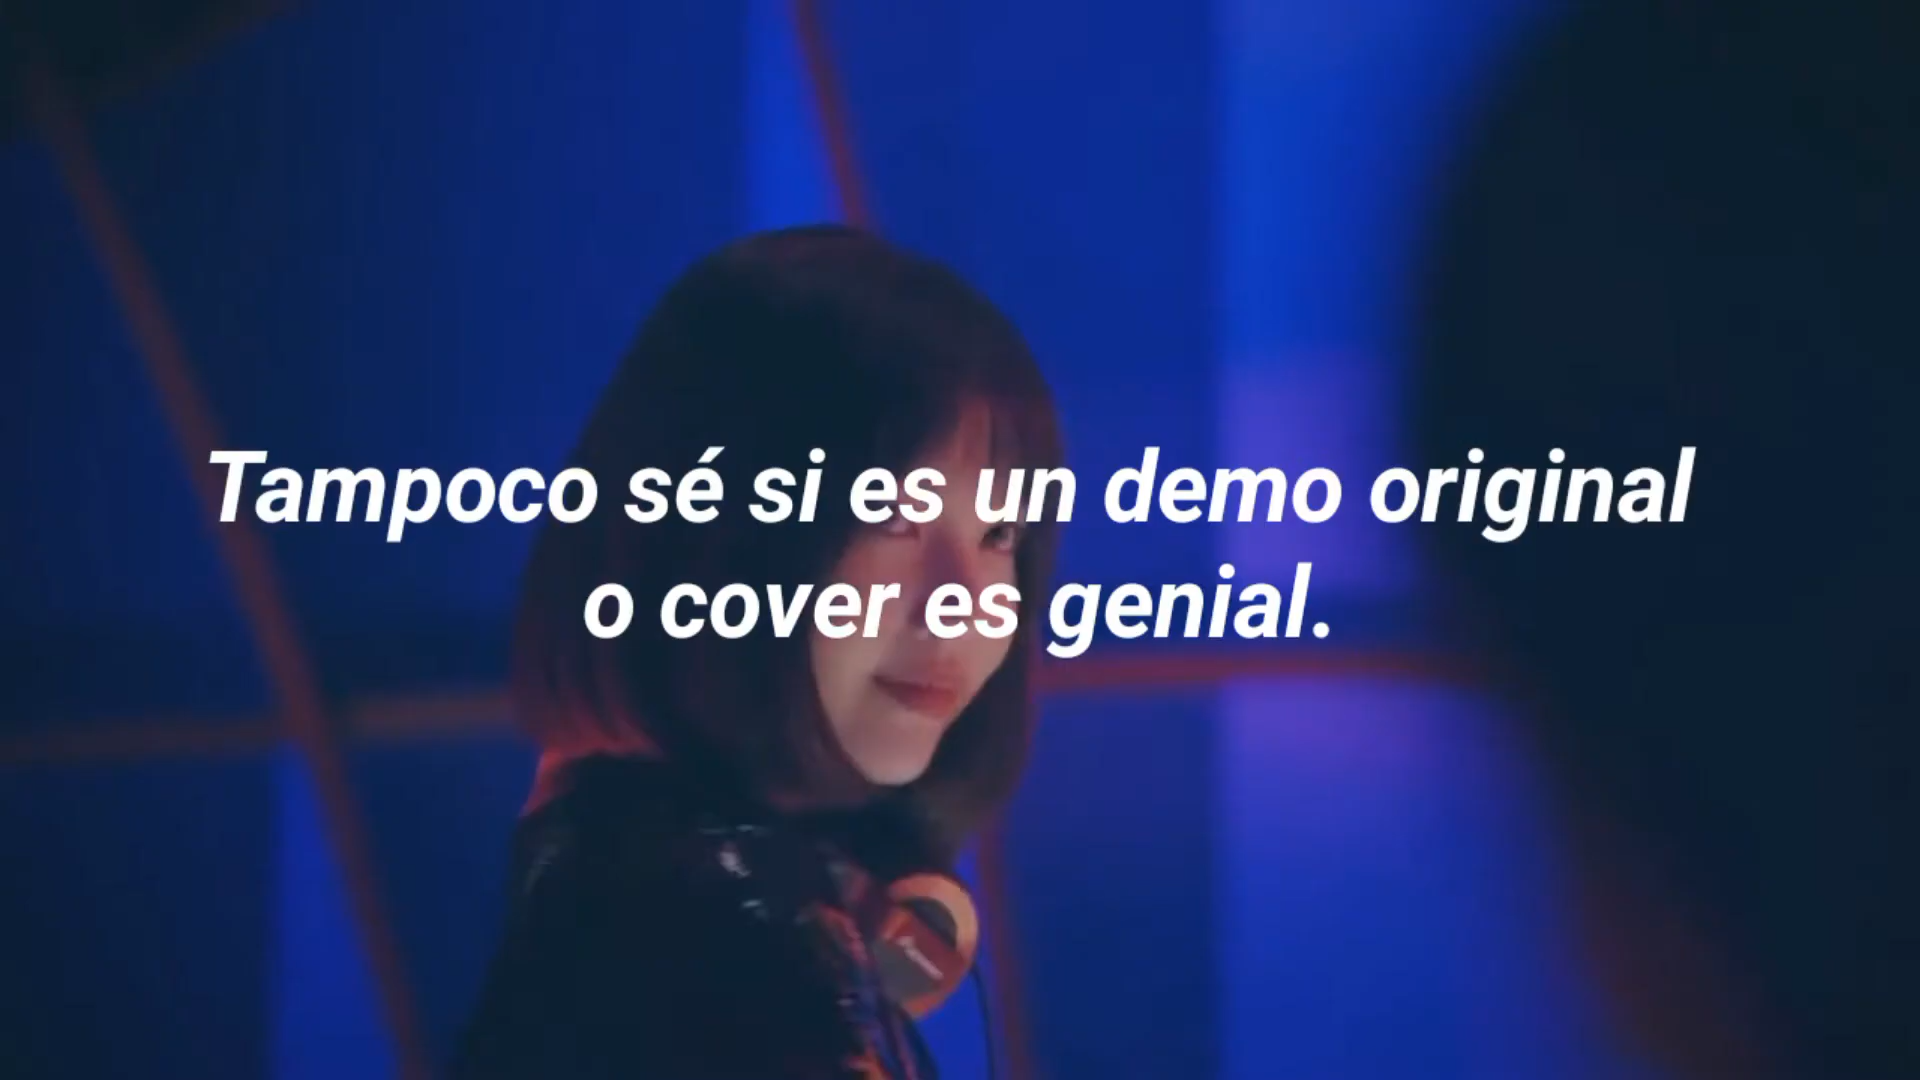 Tampoco sé si es un demo original
o cover es genial.